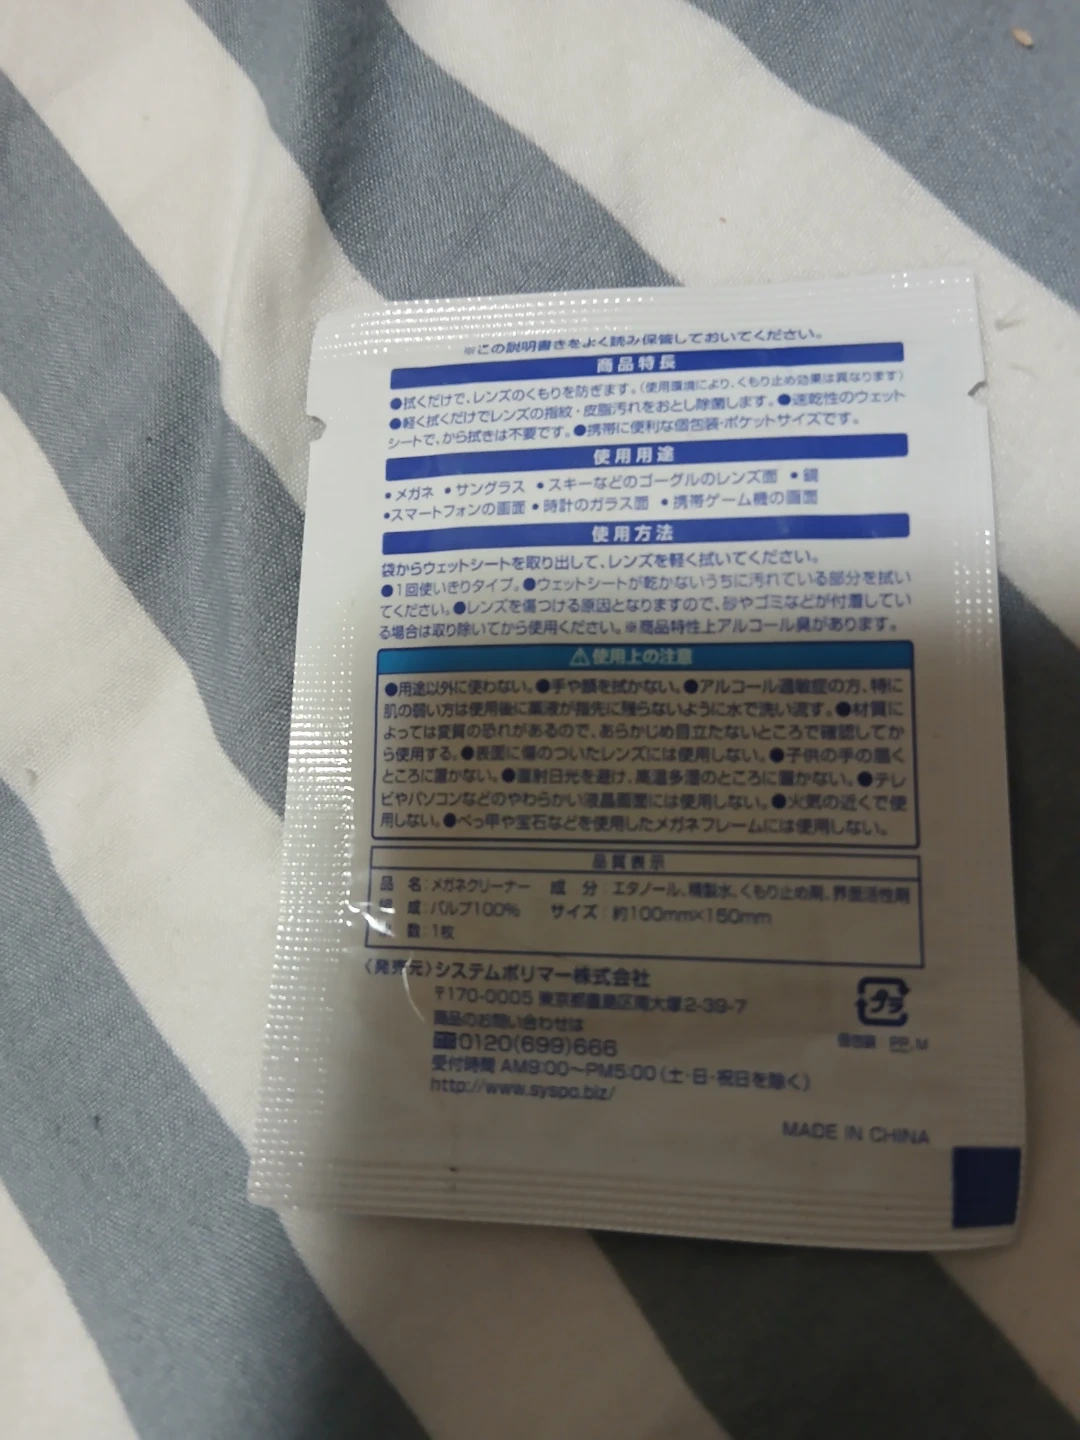 ※この説明書きをよく読み保管しておいてください。
商品特長
●拭くだけで、レンズのくもりを防ぎます。(使用環境により、くもり止め効果は異なります)
●軽く拭くだけでレンズの指紋・皮脂汚れをおとし除菌します。●速乾性のウェット
シートで、から拭きは不要です。●携帯に便利な個包装・ポケットサイズです。
使用用途
•メガネ •サングラス •スキーなどのゴーグルのレンズ面 •鏡
•スマートフォンの画面 •時計のガラス面 •携帯ゲーム機の画面
使用方法
袋からウェットシートを取り出して、レンズを軽く拭いてください。
●1回使いきりタイプ。●ウェットシートが乾かないうちに汚れている部分を拭い
てください。●レンズを傷つける原因となりますので、砂やゴミなどが付着してい
る場合は取り除いてから使用ください。※商品特性上アルコール臭があります。
⚠使用上の注意
●用途以外に使わない。●手や顔を拭かない。●アルコール過敏症の方、特に
肌の弱い方は使用後に薬液が指先に残らないように水で洗い流す。●材質に
よっては変質の恐れがあるので、あらかじめ目立たないところで確認してか
ら使用する。●表面に傷のついたレンズには使用しない。●子供の手の届く
ところに置かない。●直射日光を避け、高温多湿のところに置かない。●テレ
ビやパソコンなどのやわらかい液晶画面には使用しない。●火気の近くで使
用しない。●べっ甲や宝石などを使用したメガネフレームには使用しない。
品質表示
品 名:メガネクリーナー 成 分:エタノール、精製水、くもり止め剤、界面活性剤
組 成:パルプ100% サイズ:約100mm×150mm
数:1枚
〈発売元〉システムポリマー株式会社
〒170-0005 東京都豊島区南大塚2-39-7
商品のお問い合わせは
0120(699)666
受付時間 AM9:00〜PM5:00(土・日・祝日を除く)
http://www.syspo.biz/
プラ
個包装 PP,M
MADE IN CHINA